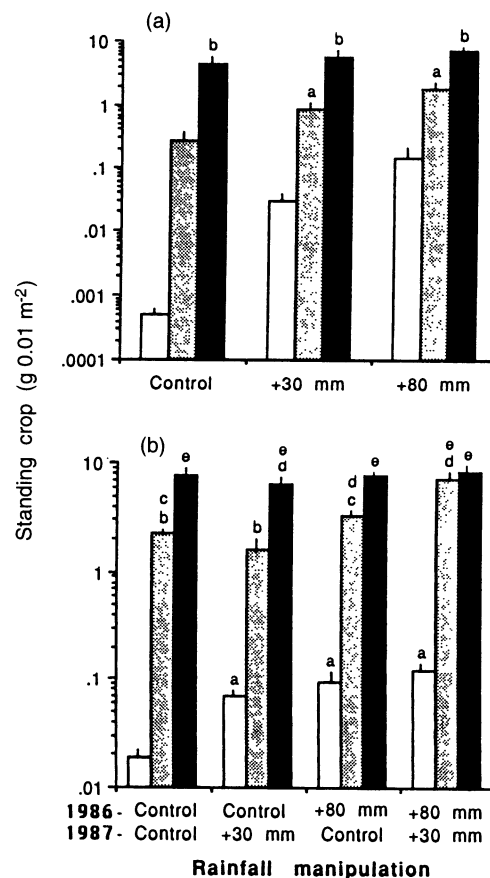 (a)
10
1
.1
.01
.001
.0001
b
a b
a b
Control +30 mm +80 mm
Standing crop (g 0.01 m-2)
(b)
10
1
.1
.01
c
b
e
a
b
e
d
a
d
c
e
a
e
d
e
1986- Control Control +80 mm +80 mm
1987- Control +30 mm Control +30 mm
Rainfall manipulation